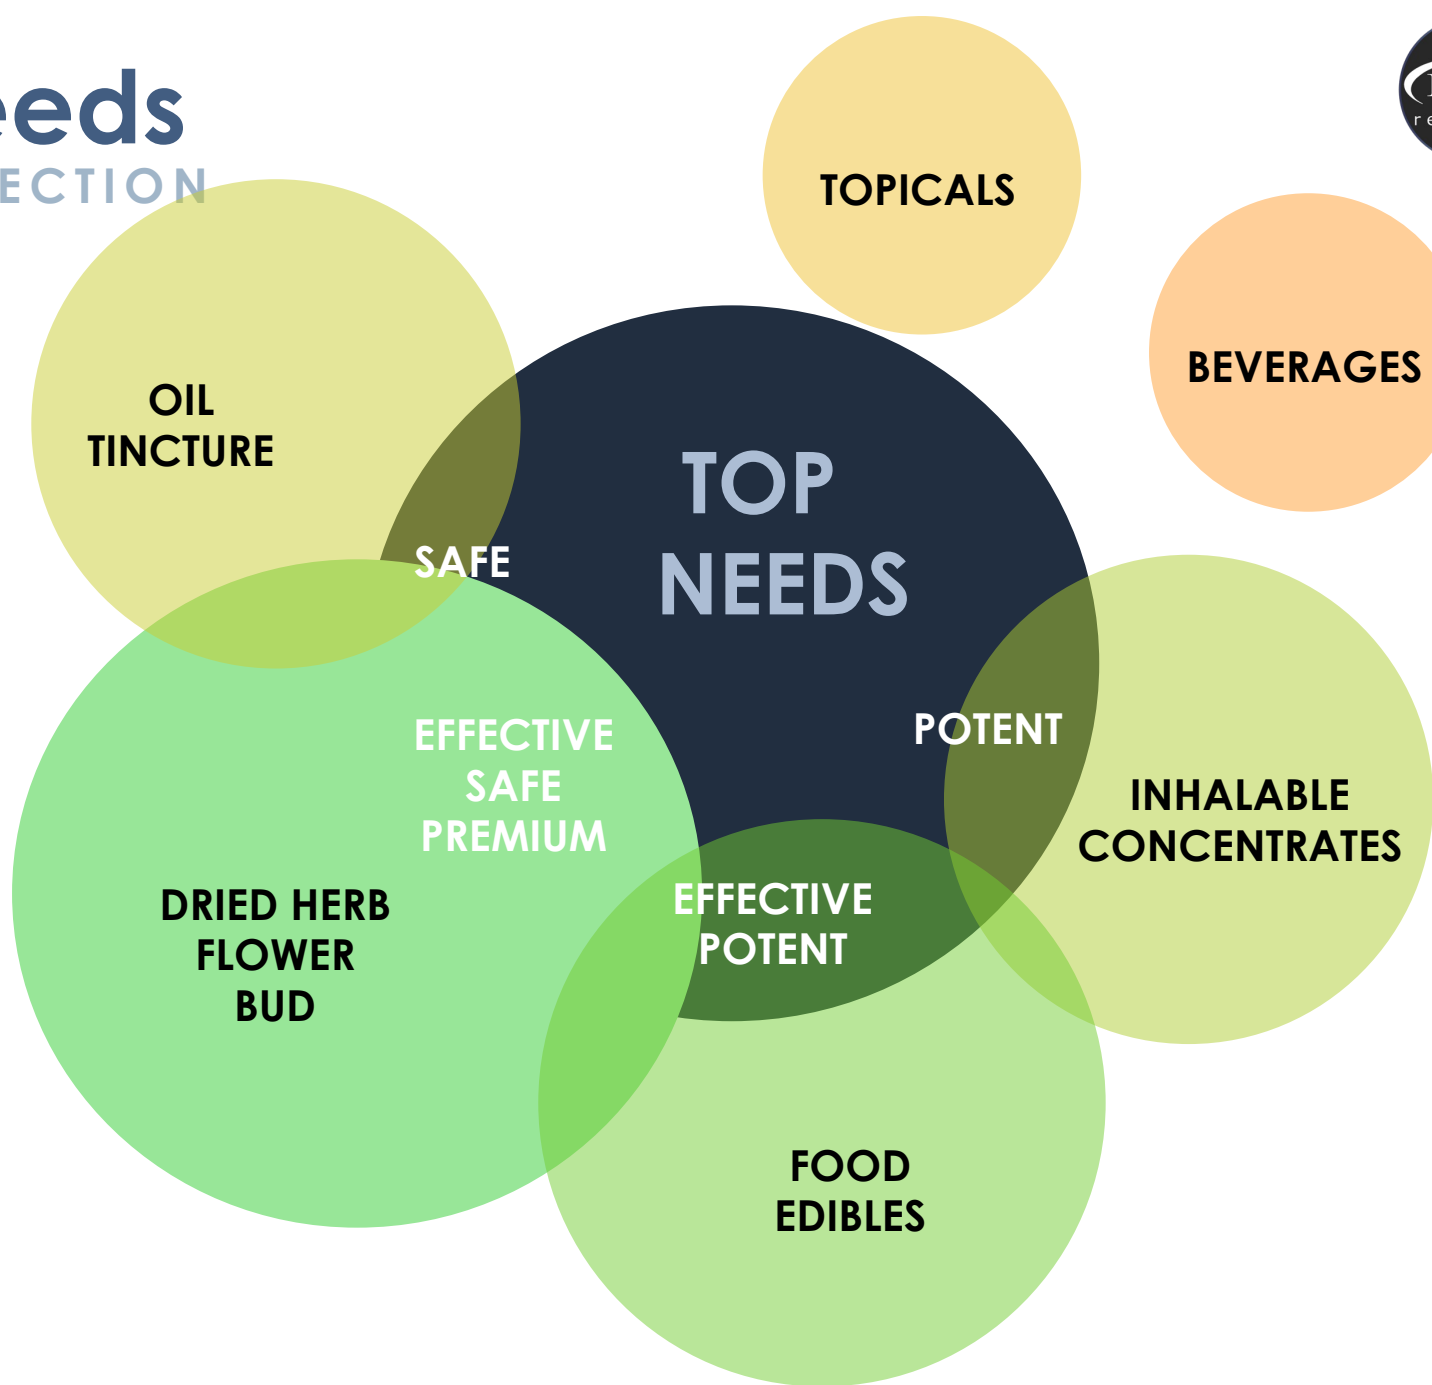 eeds
ECTION
TOPICALS
BEVERAGES
OIL
TINCTURE
TOP
NEEDS
SAFE
EFFECTIVE
SAFE
PREMIUM
POTENT
INHALABLE
CONCENTRATES
DRIED HERB
FLOWER
BUD
EFFECTIVE
POTENT
FOOD
EDIBLES